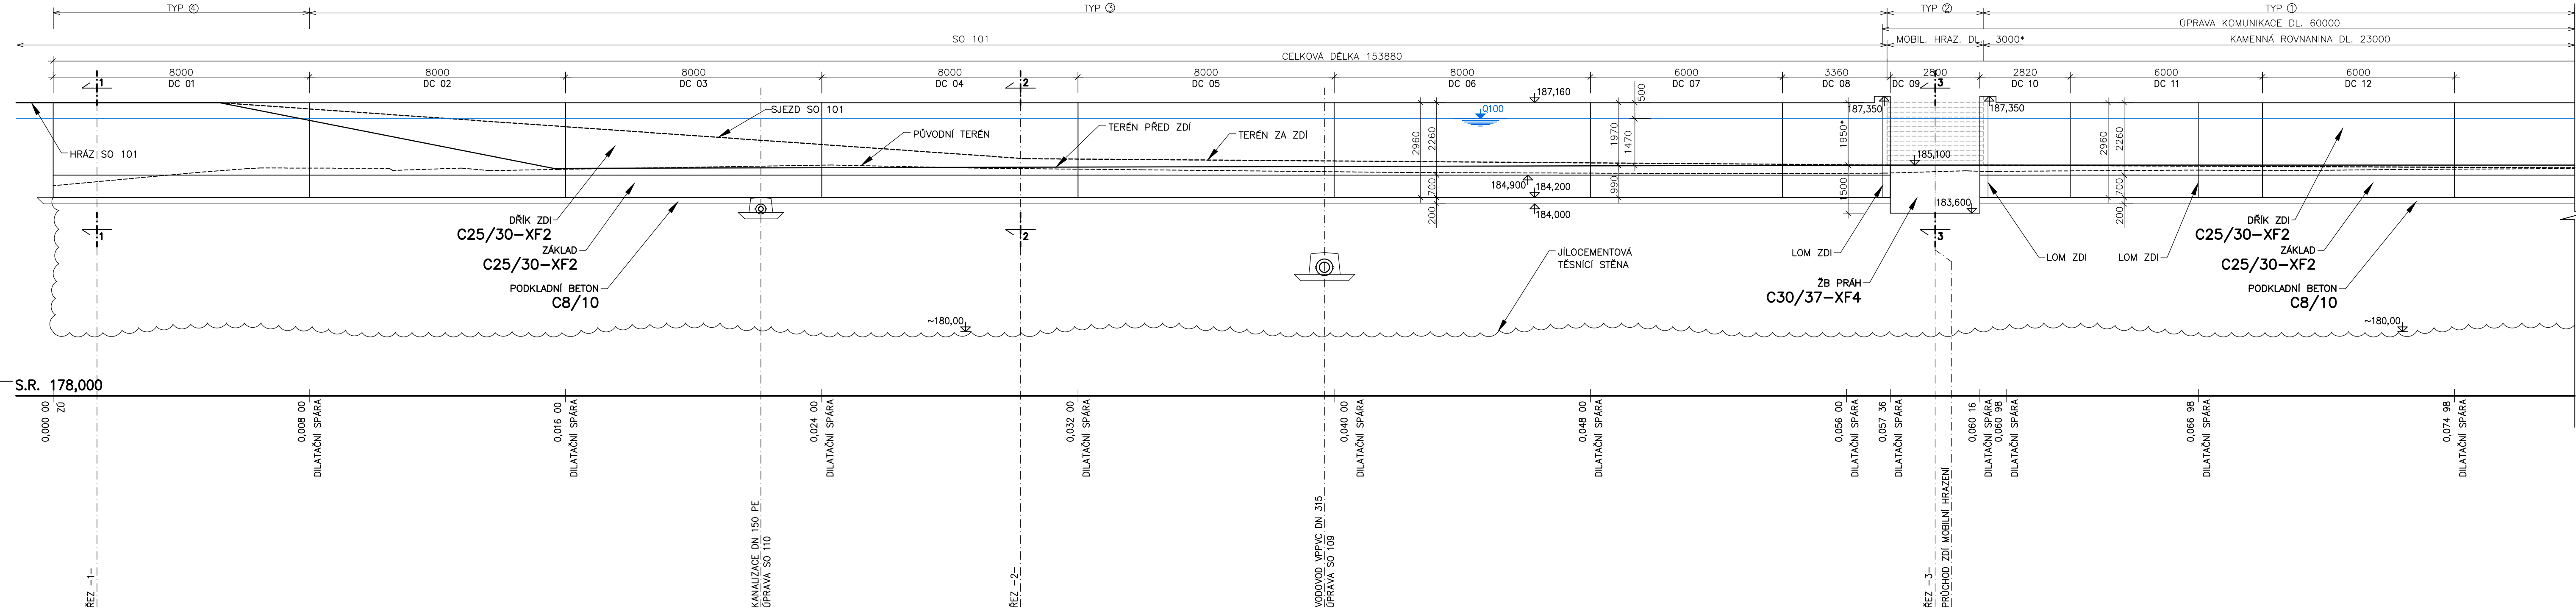 TYP ④
TYP ③
TYP ②
TYP ①
ÚPRAVA KOMUNIKACE DL. 60000
SO 101
MOBIL. HRAZ. DL. 3000*
KAMENNÁ ROVNANINA DL. 23000
CELKOVÁ DÉLKA 153880
8000
8000
8000
8000
8000
8000
6000
3360
2800
2820
6000
6000
DC 01
DC 02
DC 03
DC 04
DC 05
DC 06
DC 07
DC 08
DC 09
DC 10
DC 11
DC 12
1
2
3
187,160
500
Q100
187,350
187,350
SJEZD SO 101
PŮVODNÍ TERÉN
TERÉN PŘED ZDÍ
TERÉN ZA ZDÍ
HRÁZ SO 101
2960
2260
1970
1470
1950*
185,100
2960
2260
184,900
700
184,200
990
1500
183,600
700
200
184,000
200
DŘÍK ZDI
C25/30-XF2
ZÁKLAD
C25/30-XF2
PODKLADNÍ BETON
C8/10
1
2
3
JÍLOCEMENTOVÁ
TĚSNÍCÍ STĚNA
LOM ZDI
ŽB PRÁH
C30/37-XF4
LOM ZDI
LOM ZDI
DŘÍK ZDI
C25/30-XF2
ZÁKLAD
C25/30-XF2
PODKLADNÍ BETON
C8/10
~180,00
~180,00
S.R. 178,000
0,000 00
ZÚ
0,008 00
DILATAČNÍ SPÁRA
0,016 00
DILATAČNÍ SPÁRA
0,024 00
DILATAČNÍ SPÁRA
0,032 00
DILATAČNÍ SPÁRA
0,040 00
DILATAČNÍ SPÁRA
0,048 00
DILATAČNÍ SPÁRA
0,056 00
DILATAČNÍ SPÁRA
0,057 36
DILATAČNÍ SPÁRA
0,060 16
DILATAČNÍ SPÁRA
0,060 98
DILATAČNÍ SPÁRA
0,066 98
DILATAČNÍ SPÁRA
0,074 98
DILATAČNÍ SPÁRA
ŘEZ -1-
KANALIZACE DN 150 PE
ÚPRAVA SO 110
ŘEZ -2-
VODOVOD VPPVC DN 315
ÚPRAVA SO 109
ŘEZ -3-
PRŮCHOD ZDÍ MOBILNÍ HRAZENÍ